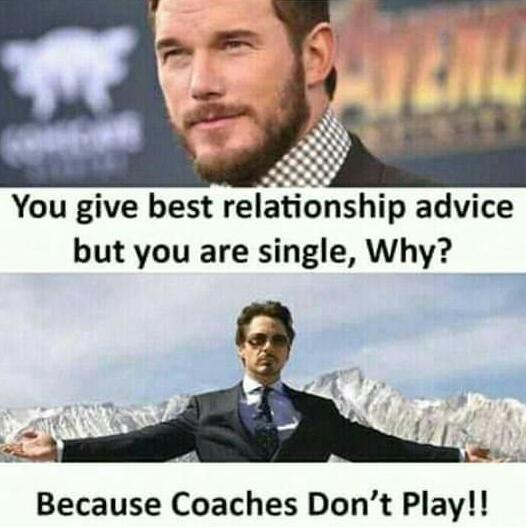 You give best relationship advice
but you are single, Why?
Because Coaches Don't Play!!